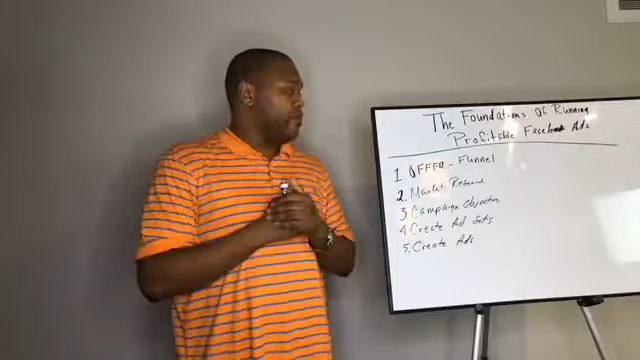 The Foundations Of Running
Profitable Facebook Ads
1. OFFER - Funnel
2. Market Research
3 Campaign Objective
4 Create Ad Sets
5. Create Ads